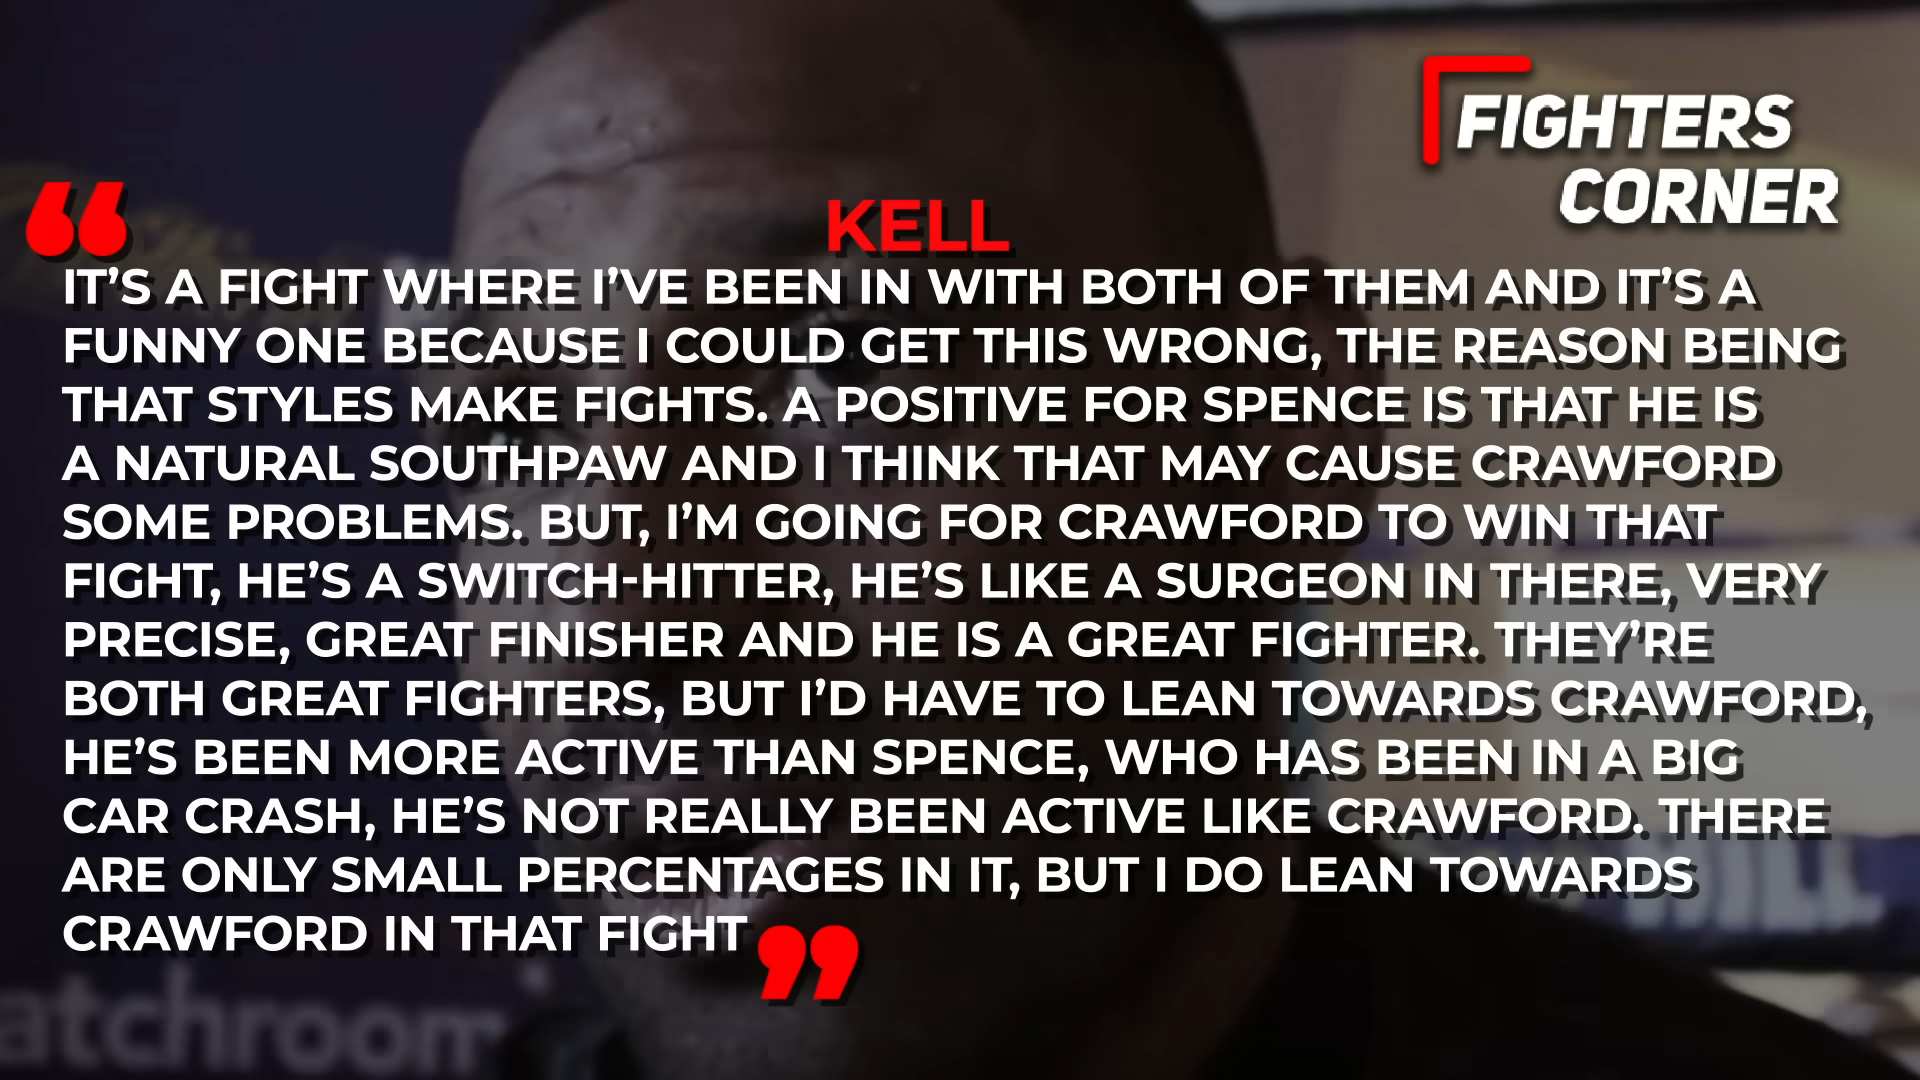 FIGHTERS
CORNER
“
KELL
IT’S A FIGHT WHERE I’VE BEEN IN WITH BOTH OF THEM AND IT’S A
FUNNY ONE BECAUSE I COULD GET THIS WRONG, THE REASON BEING
THAT STYLES MAKE FIGHTS. A POSITIVE FOR SPENCE IS THAT HE IS
A NATURAL SOUTHPAW AND I THINK THAT MAY CAUSE CRAWFORD
SOME PROBLEMS. BUT, I’M GOING FOR CRAWFORD TO WIN THAT
FIGHT, HE’S A SWITCH-HITTER, HE’S LIKE A SURGEON IN THERE, VERY
PRECISE, GREAT FINISHER AND HE IS A GREAT FIGHTER. THEY’RE
BOTH GREAT FIGHTERS, BUT I’D HAVE TO LEAN TOWARDS CRAWFORD,
HE’S BEEN MORE ACTIVE THAN SPENCE, WHO HAS BEEN IN A BIG
CAR CRASH, HE’S NOT REALLY BEEN ACTIVE LIKE CRAWFORD. THERE
ARE ONLY SMALL PERCENTAGES IN IT, BUT I DO LEAN TOWARDS
CRAWFORD IN THAT FIGHT ”
atchroom